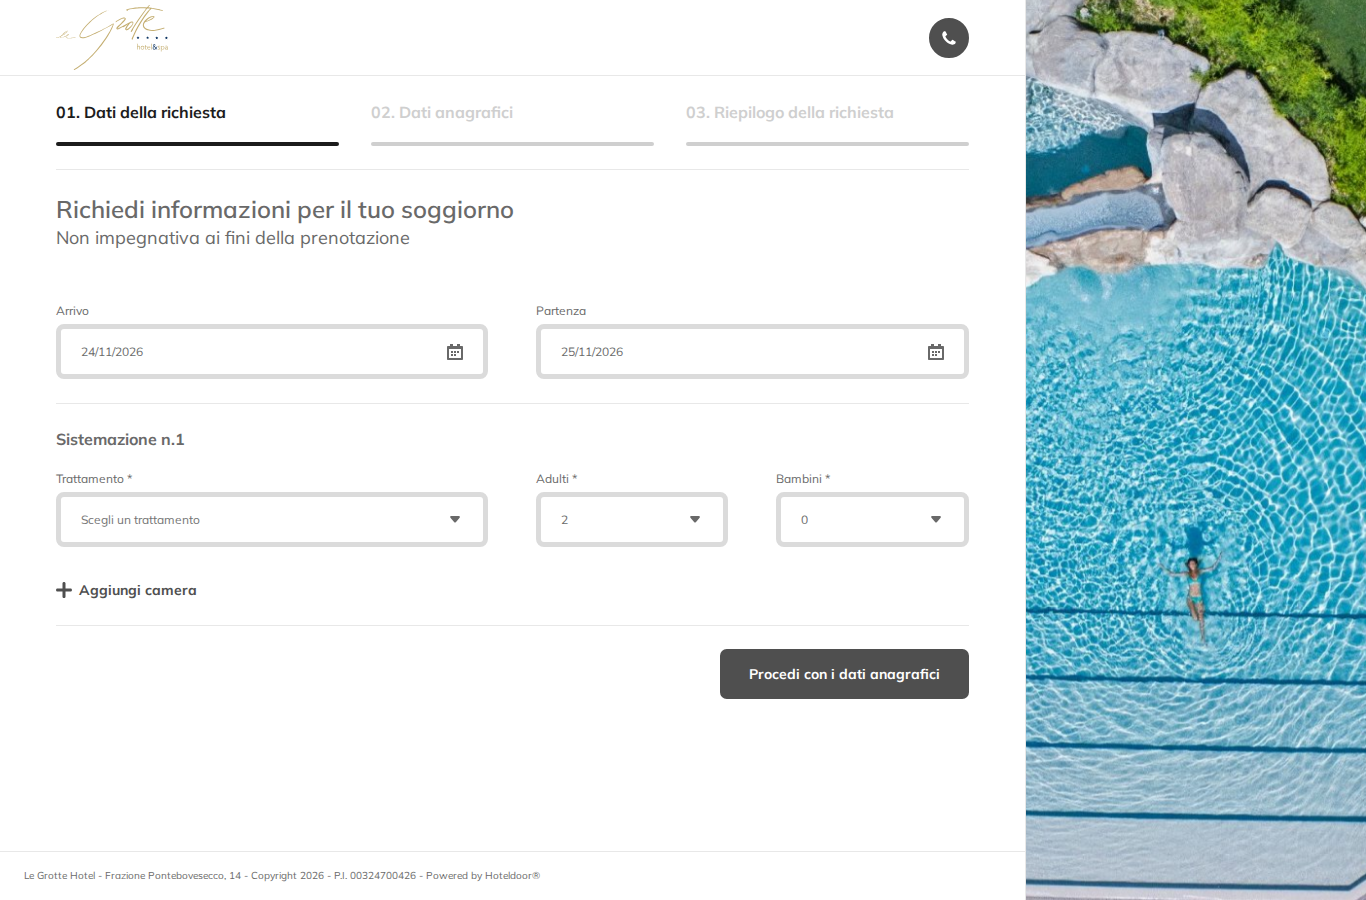 Le Grotte
hotel&spa
01. Dati della richiesta
02. Dati anagrafici
03. Riepilogo della richiesta
Richiedi informazioni per il tuo soggiorno
Non impegnativa ai fini della prenotazione
Arrivo
Partenza
24/11/2026
25/11/2026
Sistemazione n.1
Trattamento *
Adulti *
Bambini *
Scegli un trattamento
2
0
Aggiungi camera
Procedi con i dati anagrafici
Le Grotte Hotel - Frazione Pontebovesecco, 14 - Copyright 2026 - P.I. 00324700426 - Powered by Hoteldoor®